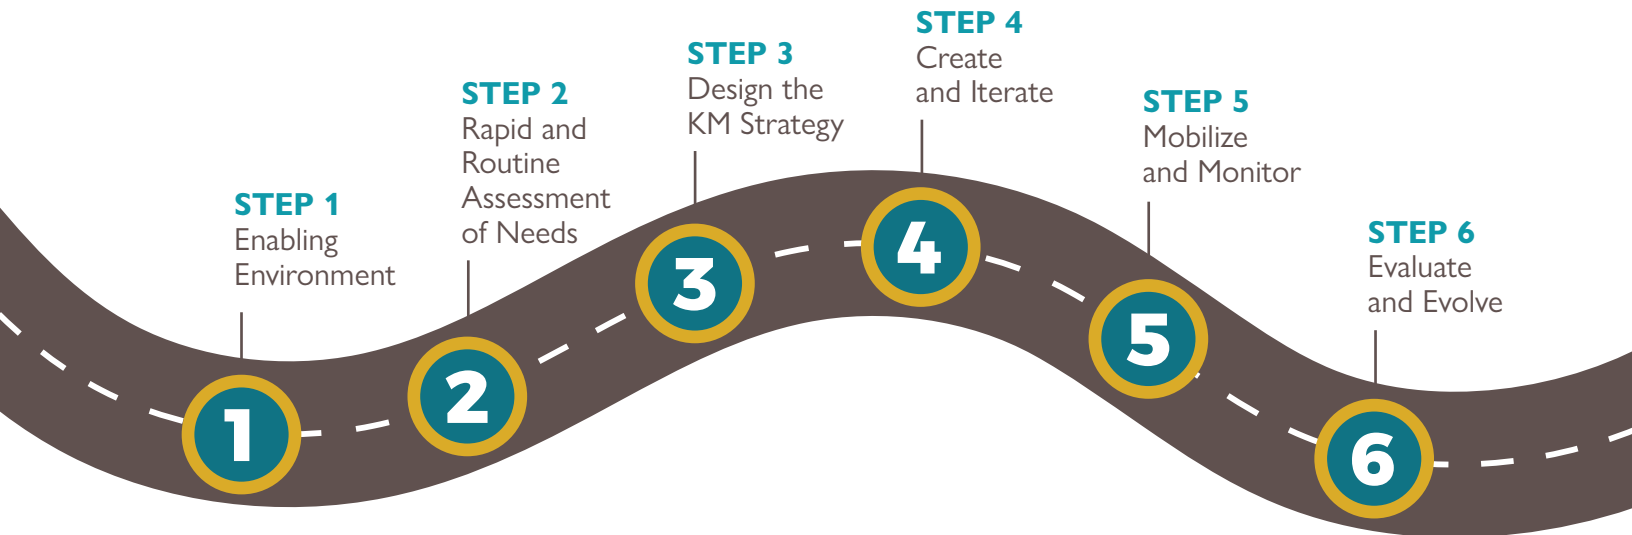 STEP 1
Enabling
Environment
1
STEP 2
Rapid and
Routine
Assessment
of Needs
2
STEP 3
Design the
KM Strategy
3
STEP 4
Create
and Iterate
4
STEP 5
Mobilize
and Monitor
5
STEP 6
Evaluate
and Evolve
6